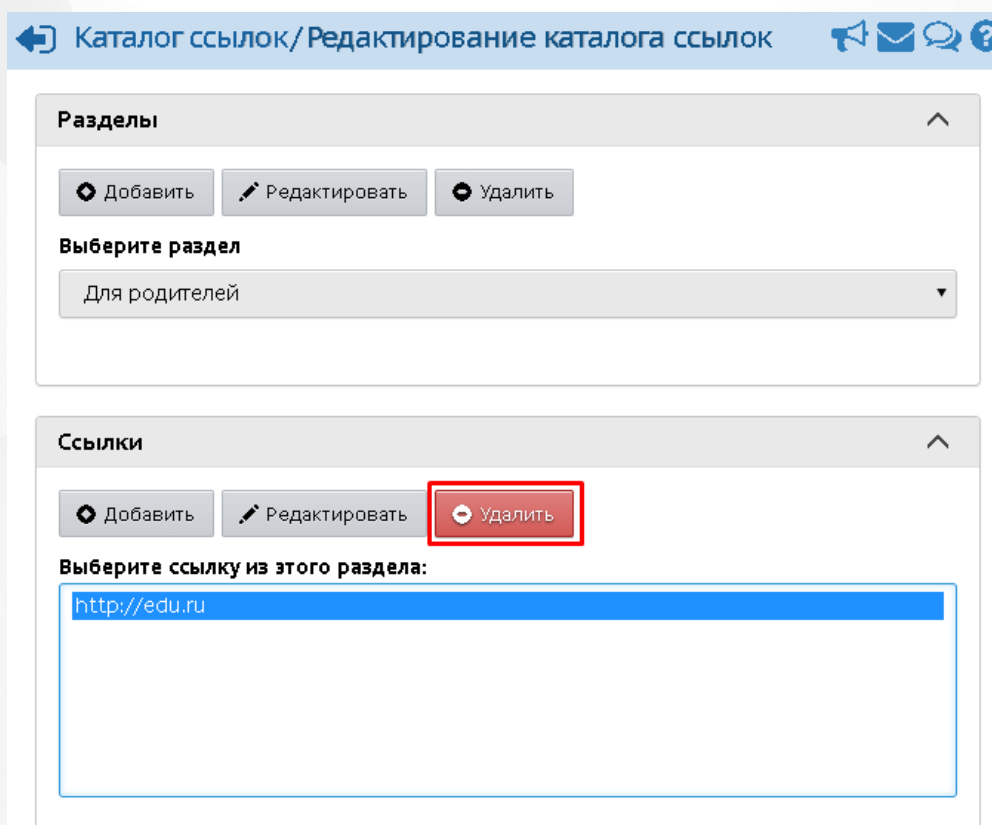 Каталог ссылок/Редактирование каталога ссылок
Разделы
Добавить Редактировать Удалить
Выберите раздел
Для родителей
Ссылки
Добавить Редактировать Удалить
Выберите ссылку из этого раздела:
http://edu.ru